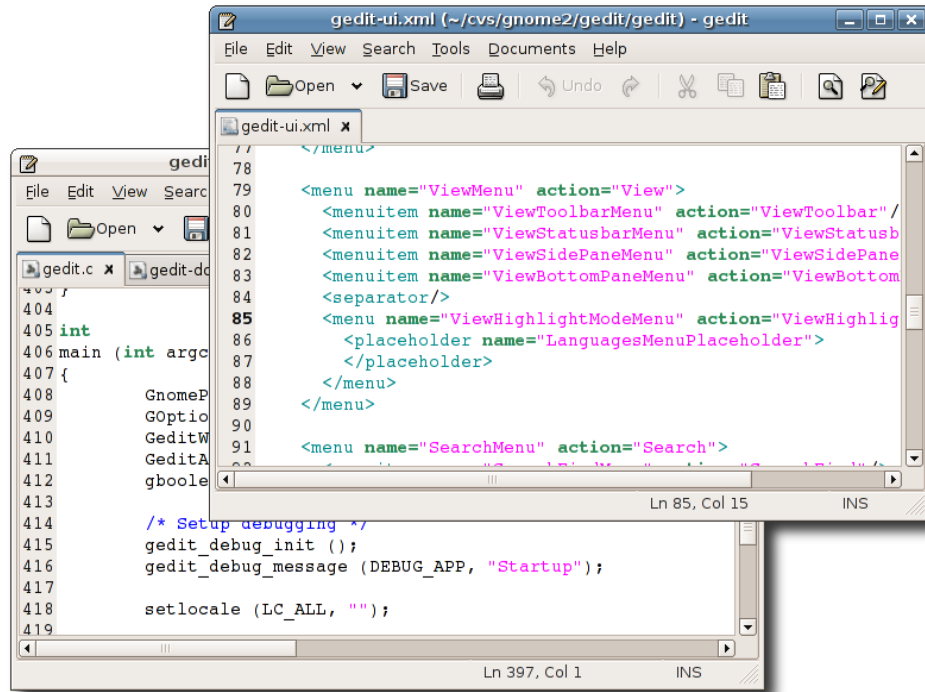 gedit-ui.xml (~/cvs/gnome2/gedit/gedit) - gedit
File Edit View Search Tools Documents Help
Open Save Undo
gedit-ui.xml
77 </menu>
78
79 <menu name="ViewMenu" action="View">
80 <menuitem name="ViewToolbarMenu" action="ViewToolbar"/
81 <menuitem name="ViewStatusbarMenu" action="ViewStatusb
82 <menuitem name="ViewSidePaneMenu" action="ViewSidePane
83 <menuitem name="ViewBottomPaneMenu" action="ViewBottom
84 <separator/>
85 <menu name="ViewHighlightModeMenu" action="ViewHighlig
86 <placeholder name="LanguagesMenuPlaceholder">
87 </placeholder>
88 </menu>
89 </menu>
90
91 <menu name="SearchMenu" action="Search">
Ln 85, Col 15 INS
gedi
File Edit View Searc
Open
gedit.c gedit-do
403 }
404
405 int
406 main (int argc
407 {
408 GnomeP
409 GOptio
410 GeditW
411 GeditA
412 gboole
413
414 /* Setup debugging */
415 gedit_debug_init ();
416 gedit_debug_message (DEBUG_APP, "Startup");
417
418 setlocale (LC_ALL, "");
419
Ln 397, Col 1 INS